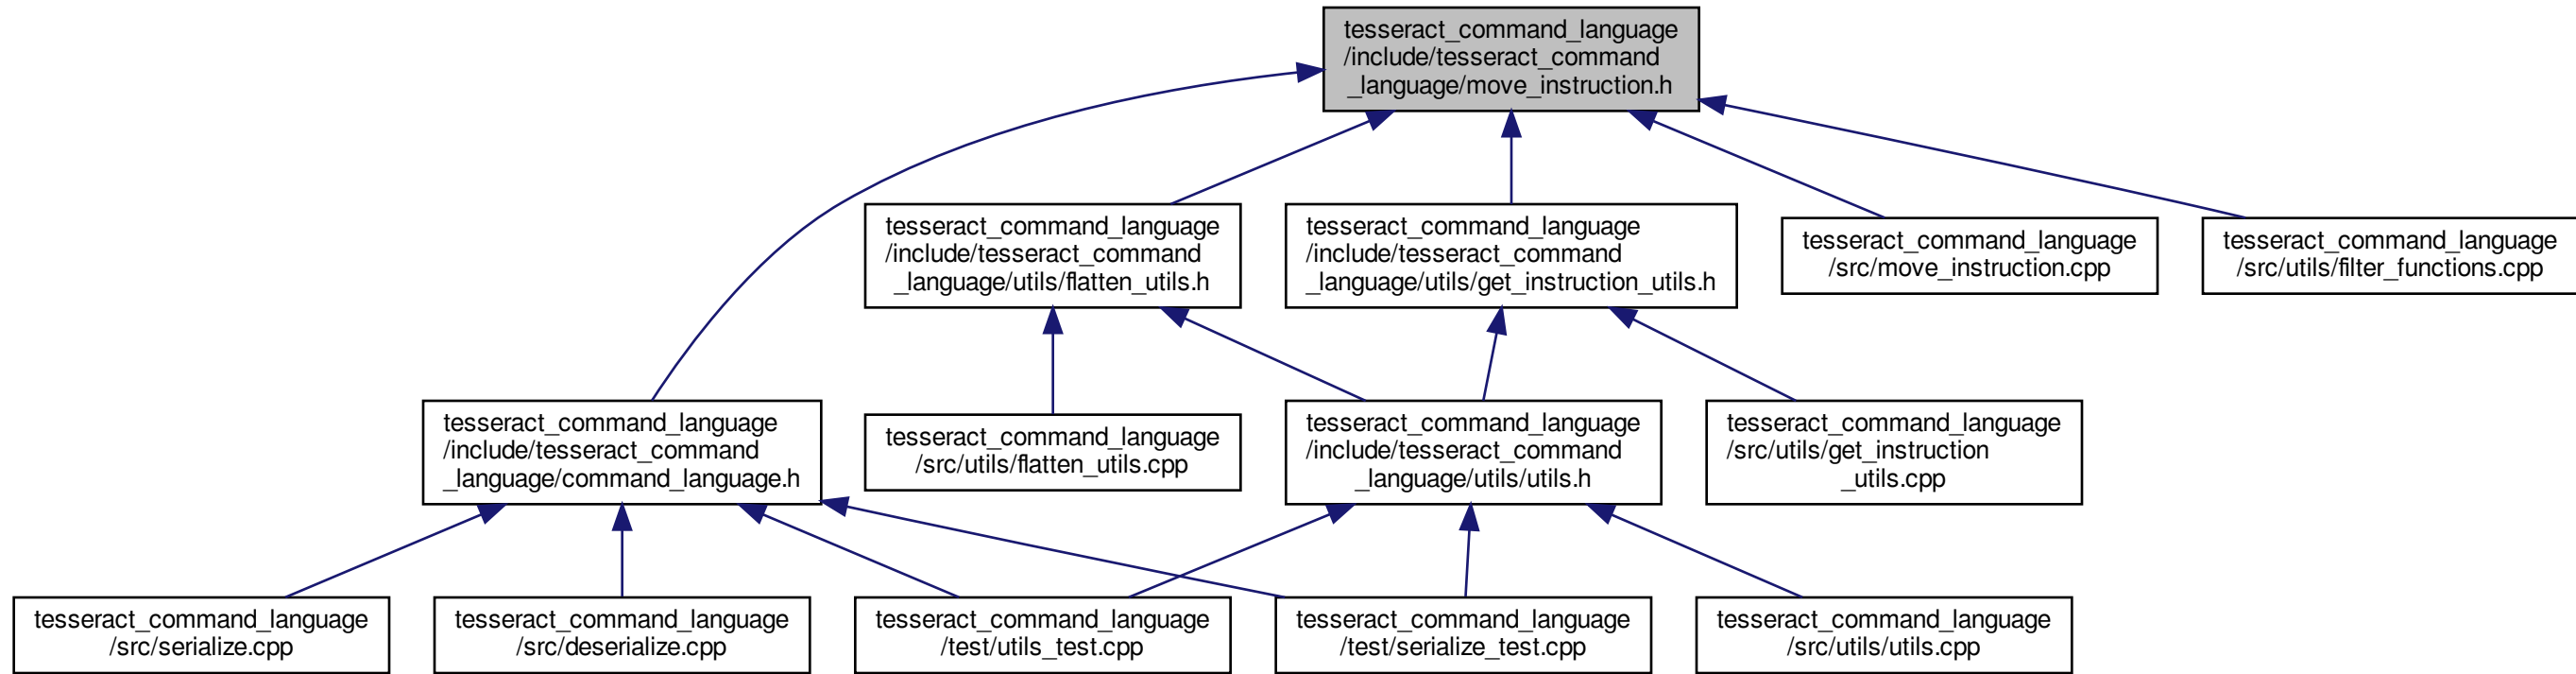 tesseract_command_language
/include/tesseract_command
_language/move_instruction.h
tesseract_command_language
/include/tesseract_command
_language/utils/flatten_utils.h
tesseract_command_language
/include/tesseract_command
_language/utils/get_instruction_utils.h
tesseract_command_language
/src/move_instruction.cpp
tesseract_command_language
/src/utils/filter_functions.cpp
tesseract_command_language
/include/tesseract_command
_language/command_language.h
tesseract_command_language
/src/utils/flatten_utils.cpp
tesseract_command_language
/include/tesseract_command
_language/utils/utils.h
tesseract_command_language
/src/utils/get_instruction
_utils.cpp
tesseract_command_language
/src/serialize.cpp
tesseract_command_language
/src/deserialize.cpp
tesseract_command_language
/test/utils_test.cpp
tesseract_command_language
/test/serialize_test.cpp
tesseract_command_language
/src/utils/utils.cpp